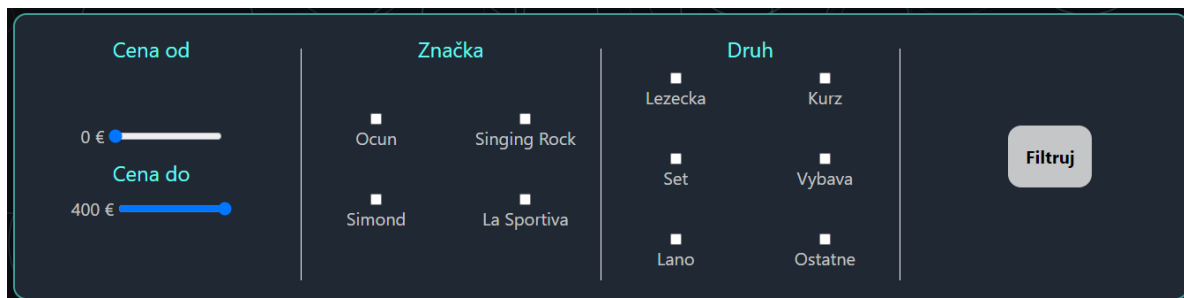 Cena od
0 €
Cena do
400 €
Značka
Ocun
Singing Rock
Simond
La Sportiva
Druh
Lezecka
Kurz
Set
Vybava
Lano
Ostatne
Filtruj